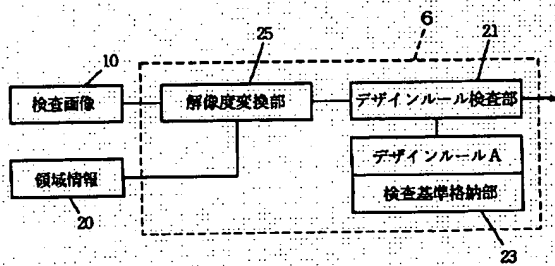 25
6
21
10
検査画像
解像度変換部
デザインルール検査部
デザインルールA
領域情報
検査基準格納部
20
23